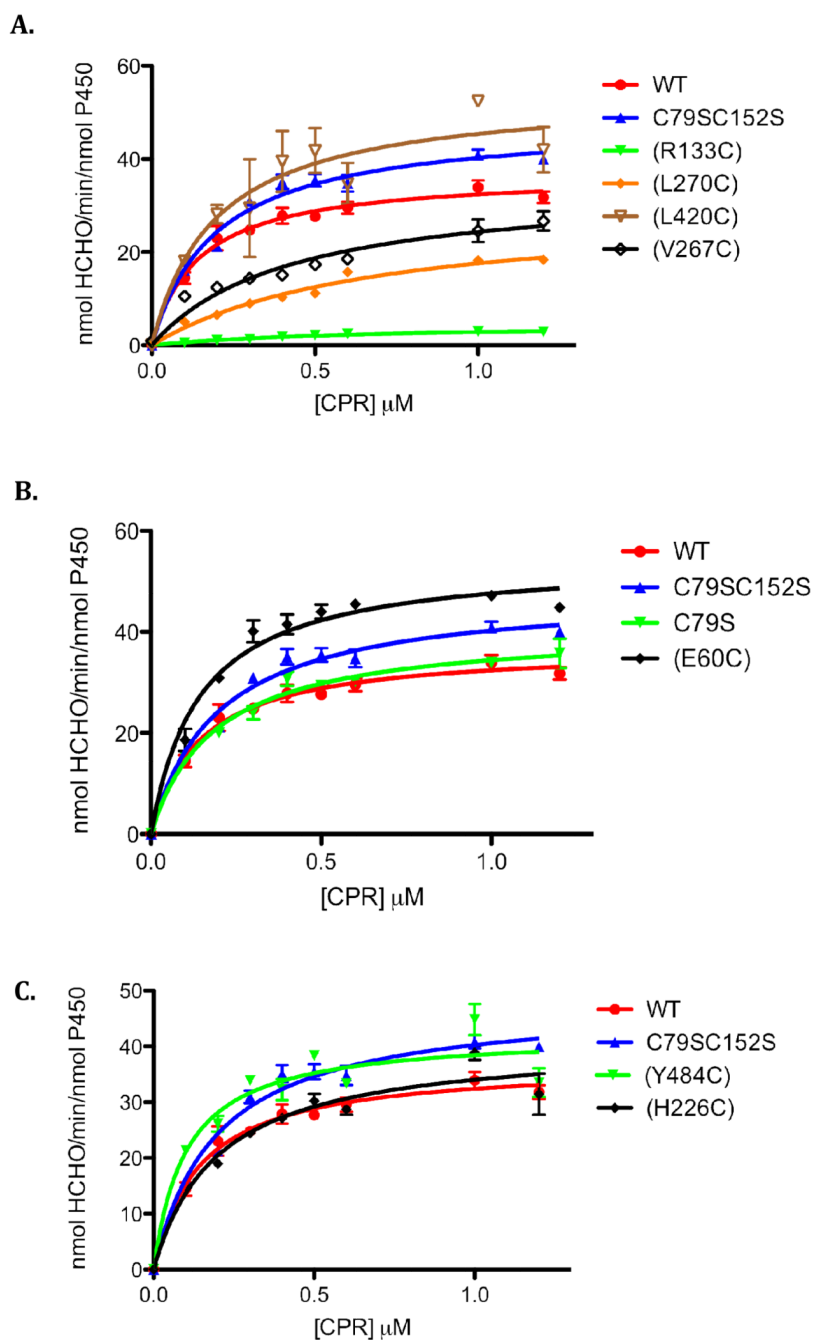 A.
nmol HCHO/min/nmol P450
60
40
20
0
0.0
0.5
1.0
[CPR] μM
WT
C79SC152S
(R133C)
(L270C)
(L420C)
(V267C)
B.
nmol HCHO/min/nmol P450
60
40
20
0
0.0
0.5
1.0
[CPR] μM
WT
C79SC152S
C79S
(E60C)
C.
nmol HCHO/min/nmol P450
50
40
30
20
10
0
0.0
0.5
1.0
[CPR] μM
WT
C79SC152S
(Y484C)
(H226C)